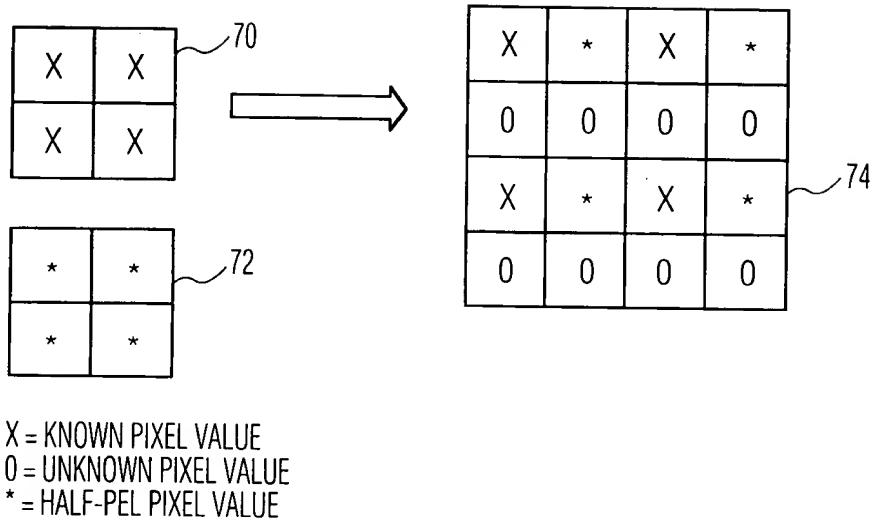 X X
X X
70
* *
* *
72
X * X *
0 0 0 0
X * X *
0 0 0 0
74
X = KNOWN PIXEL VALUE
0 = UNKNOWN PIXEL VALUE
* = HALF-PEL PIXEL VALUE